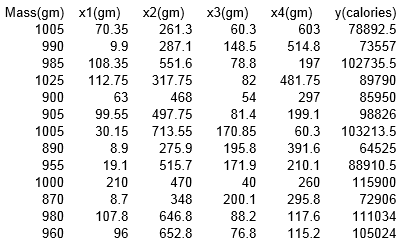 Mass(gm) x1(gm) x2(gm) x3(gm) x4(gm) y(calories)
1005 70.35 261.3 60.3 603 78892.5
990 9.9 287.1 148.5 514.8 73557
985 108.35 551.6 78.8 197 102735.5
1025 112.75 317.75 82 481.75 89790
900 63 468 54 297 85950
905 99.55 497.75 81.4 199.1 98826
1005 30.15 713.55 170.85 60.3 103213.5
890 8.9 275.9 195.8 391.6 64525
955 19.1 515.7 171.9 210.1 88910.5
1000 210 470 40 260 115900
870 8.7 348 200.1 295.8 72906
980 107.8 646.8 88.2 117.6 111034
960 96 652.8 76.8 115.2 105024